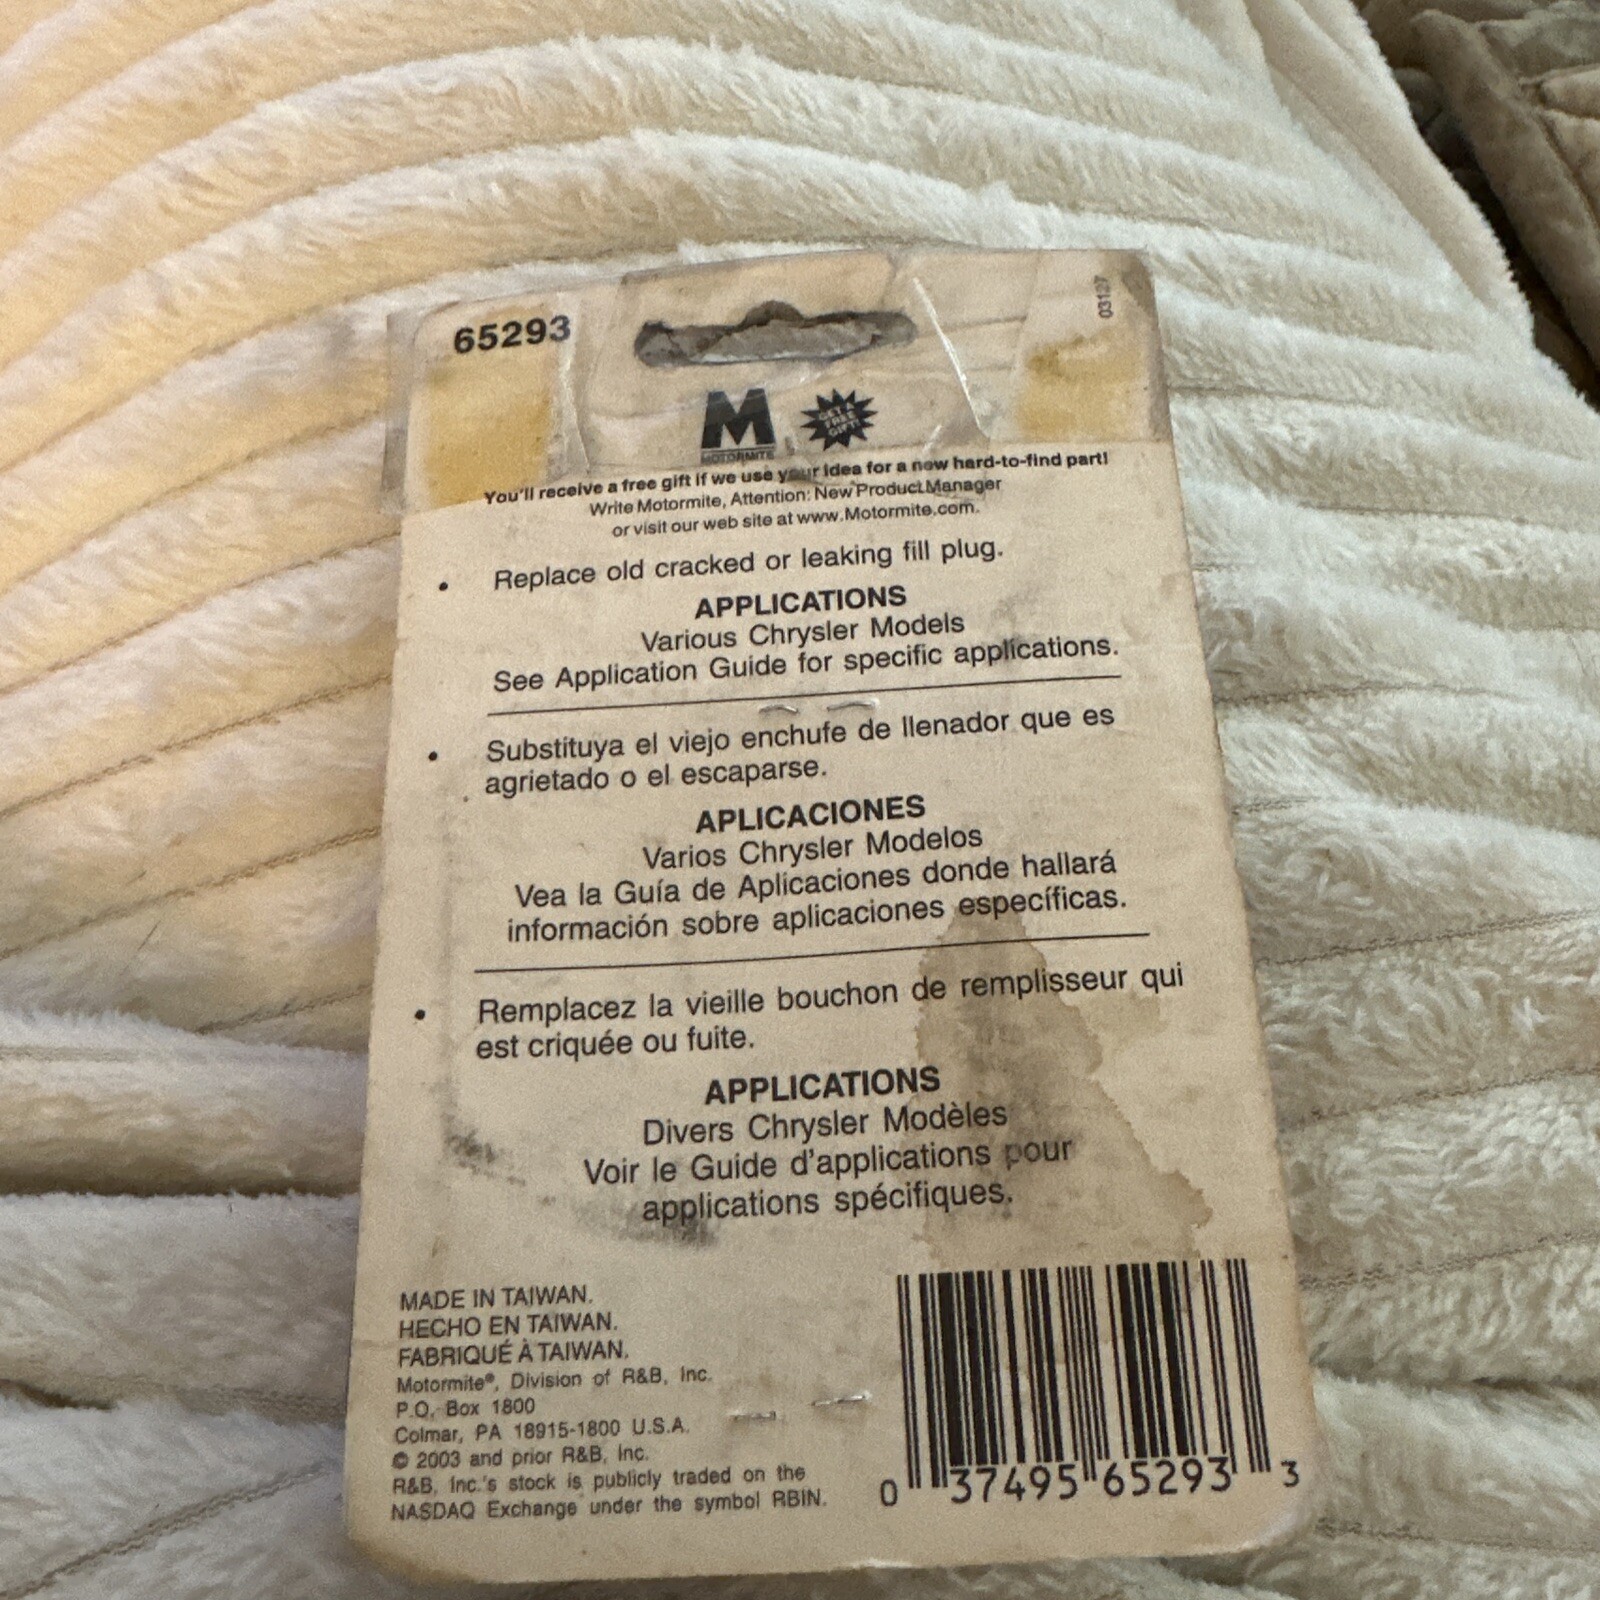 65293
03127
M
MOTORMITE
GET A
FREE
GIFT!
You'll receive a free gift if we use your idea for a new hard-to-find part!
Write Motormite, Attention: New Product Manager
or visit our web site at www.Motormite.com.
• Replace old cracked or leaking fill plug.
APPLICATIONS
Various Chrysler Models
See Application Guide for specific applications.
• Substituya el viejo enchufe de llenador que es
agrietado o el escaparse.
APLICACIONES
Varios Chrysler Modelos
Vea la Guía de Aplicaciones donde hallará
información sobre aplicaciones específicas.
• Remplacez la vieille bouchon de remplisseur qui
est criquée ou fuite.
APPLICATIONS
Divers Chrysler Modèles
Voir le Guide d'applications pour
applications spécifiques.
MADE IN TAIWAN.
HECHO EN TAIWAN.
FABRIQUÉ À TAIWAN.
Motormite®, Division of R&B, Inc.
P.O. Box 1800
Colmar, PA 18915-1800 U.S.A.
© 2003 and prior R&B, Inc.
R&B, Inc.'s stock is publicly traded on the
NASDAQ Exchange under the symbol RBIN.
0 37495 65293 3